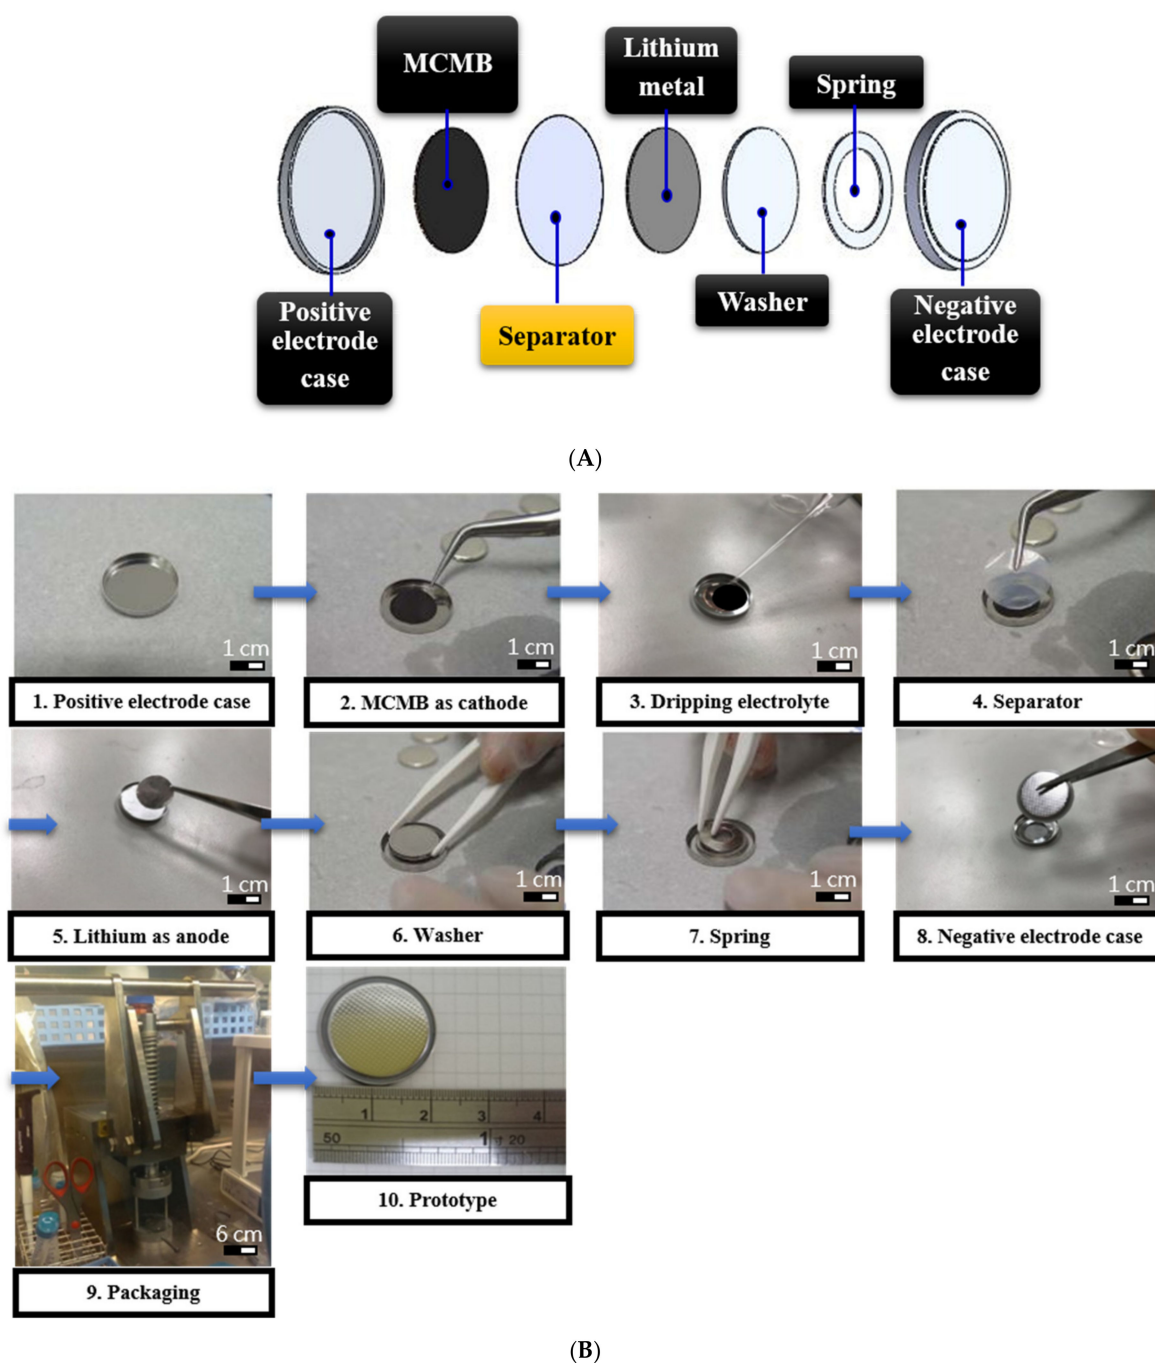 MCMB
Lithium
metal
Spring
Positive
electrode
case
Separator
Washer
Negative
electrode
case
(A)
1 cm
1 cm
1 cm
1 cm
1. Positive electrode case
2. MCMB as cathode
3. Dripping electrolyte
4. Separator
1 cm
1 cm
1 cm
1 cm
5. Lithium as anode
6. Washer
7. Spring
8. Negative electrode case
6 cm
1 2 3 4
50 1 寸 20
9. Packaging
10. Prototype
(B)